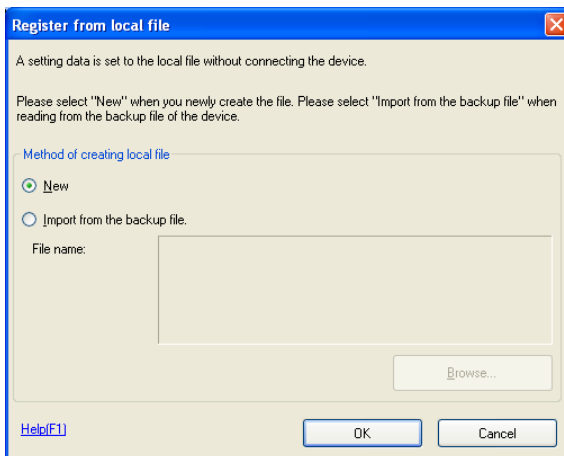 Register from local file
A setting data is set to the local file without connecting the device.
Please select "New" when you newly create the file. Please select "Import from the backup file" when
reading from the backup file of the device.
Method of creating local file
New
Import from the backup file.
File name:
Browse...
Help(F1)
OK
Cancel